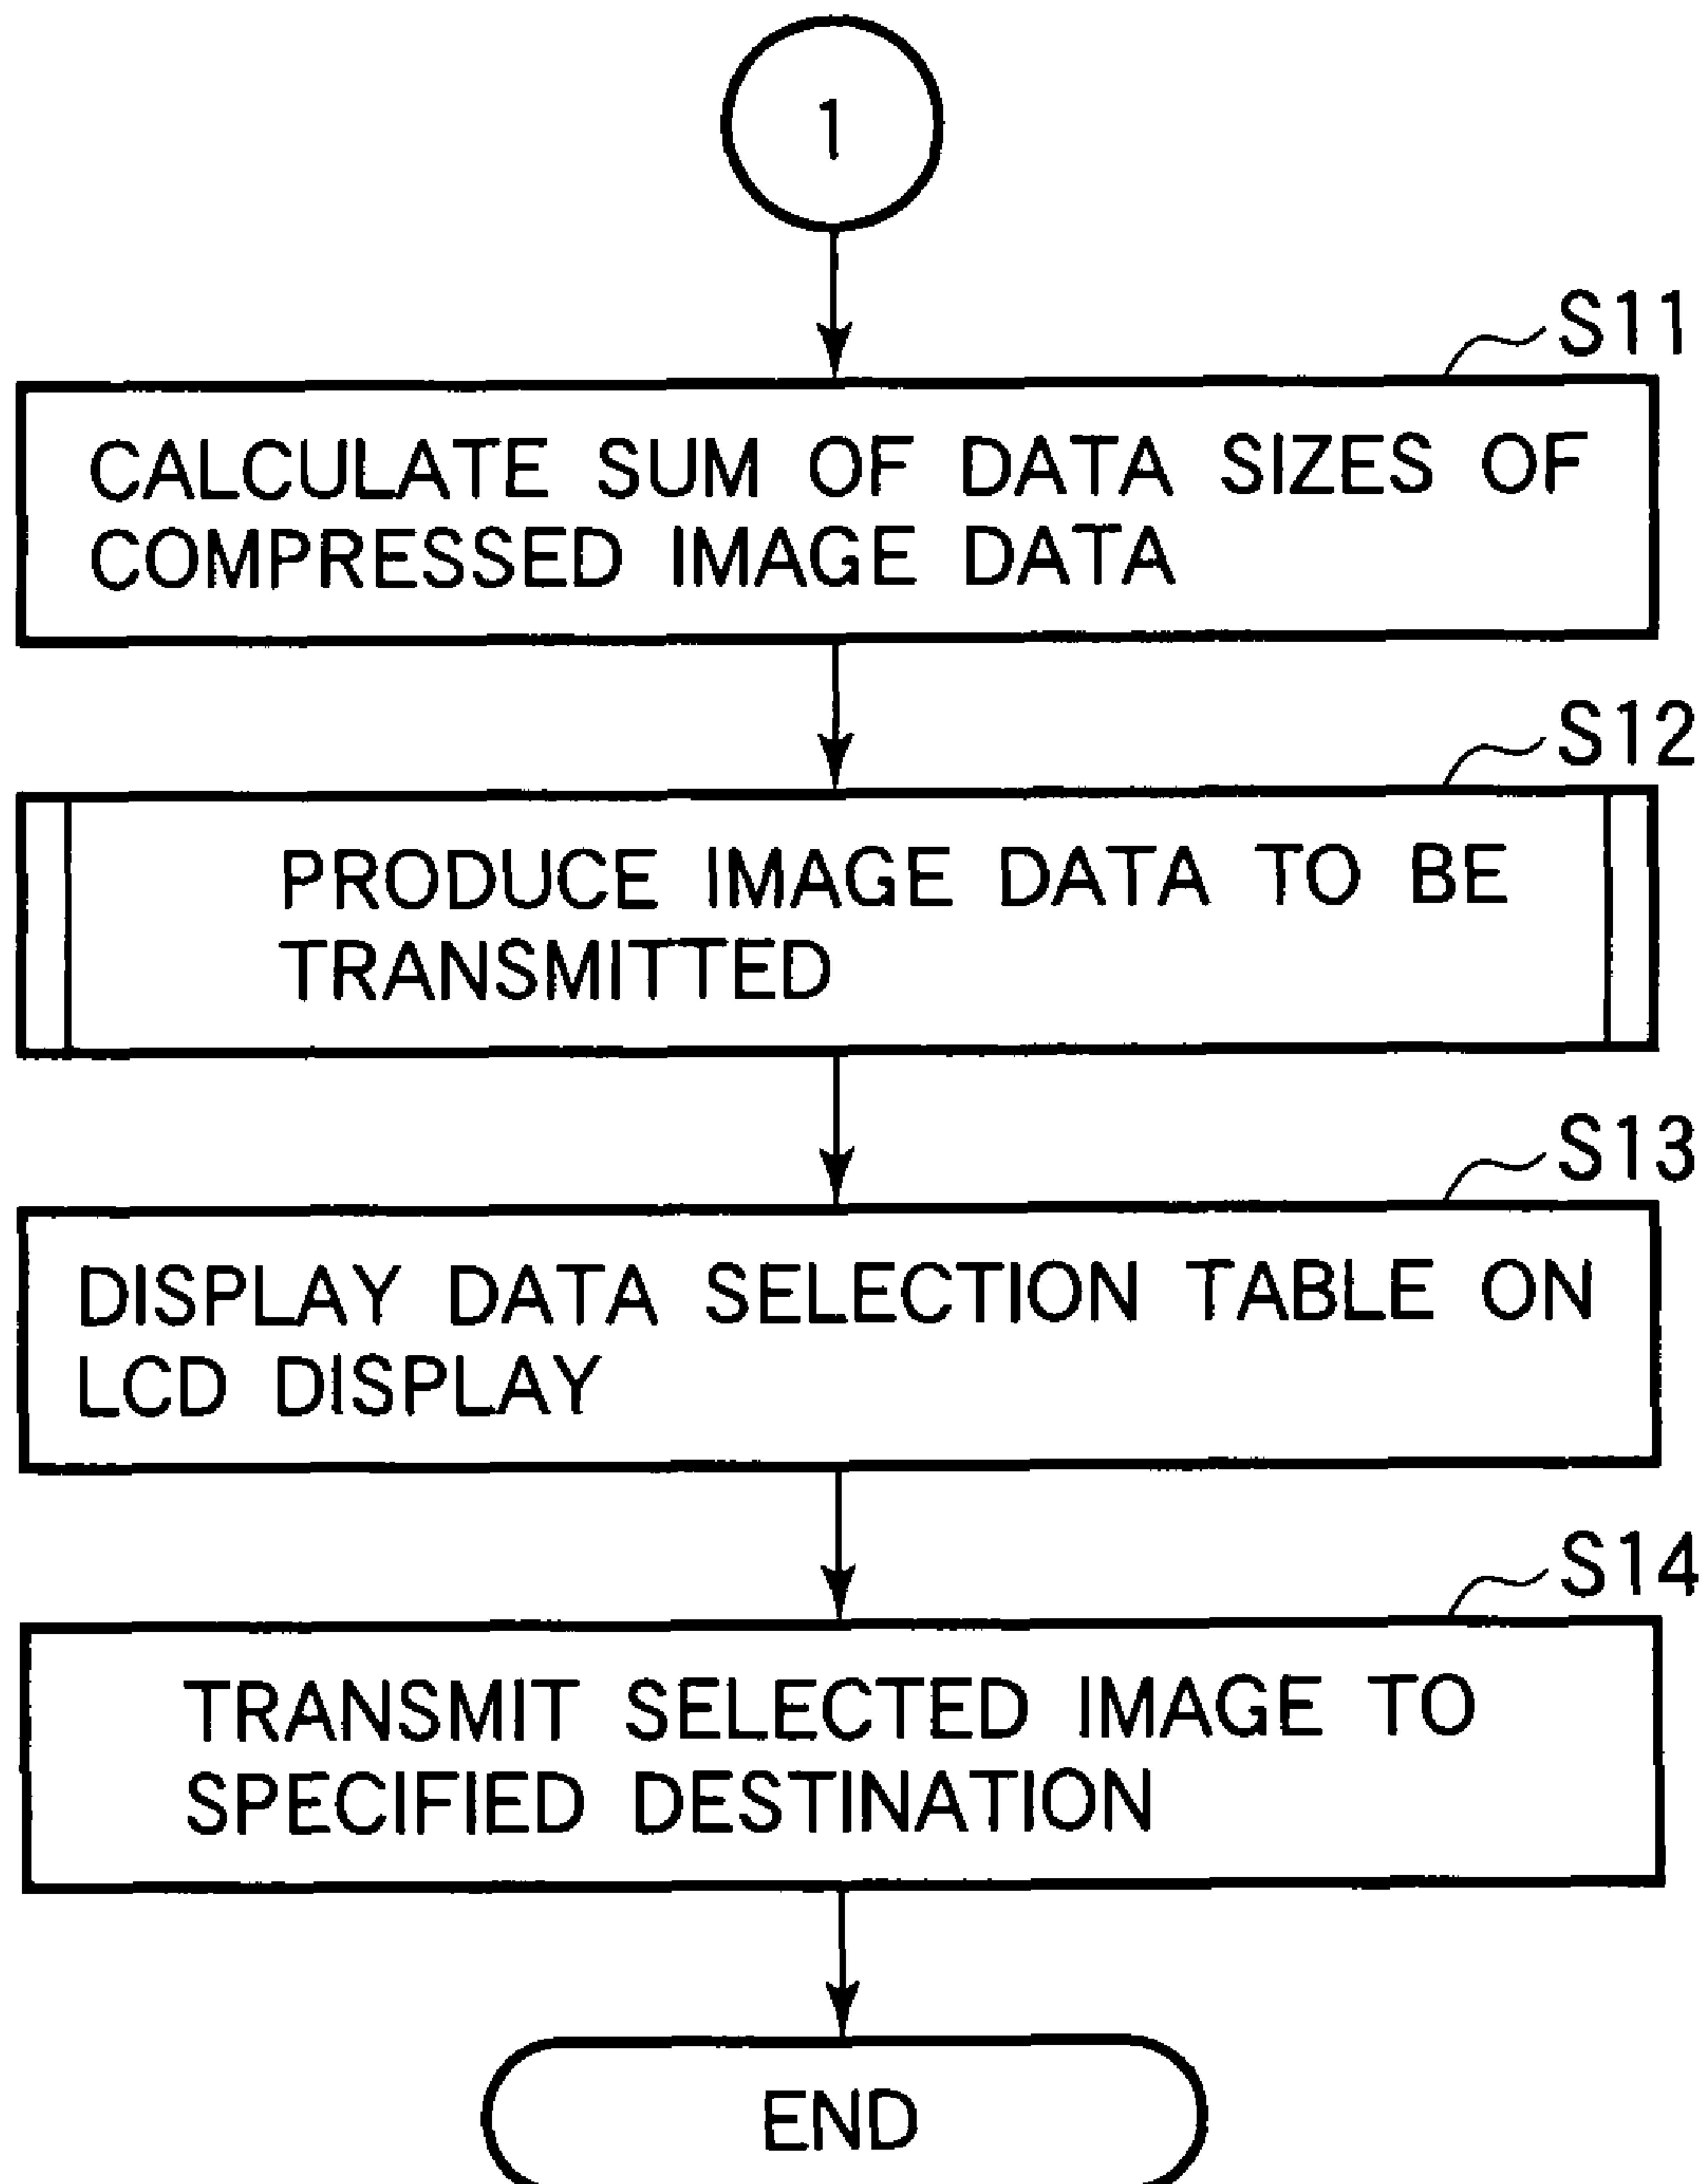 1
S11
CALCULATE SUM OF DATA SIZES OF
COMPRESSED IMAGE DATA
S12
PRODUCE IMAGE DATA TO BE
TRANSMITTED
S13
DISPLAY DATA SELECTION TABLE ON
LCD DISPLAY
S14
TRANSMIT SELECTED IMAGE TO
SPECIFIED DESTINATION
END